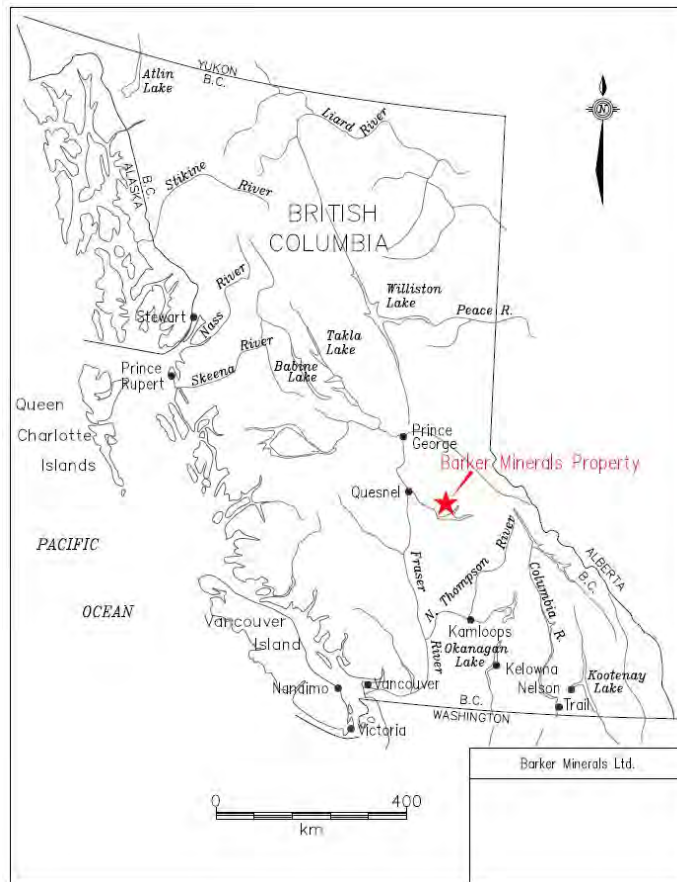 YUKON
B.C.
Atlin
Lake
Liard River
N
B.C.
ALASKA
Stikine
River
BRITISH
COLUMBIA
Williston
Lake
Peace R.
Nass
River
Stewart
Takla
Lake
Skeena
River
Babine
Lake
Prince
Rupert
Queen
Charlotte
Islands
Prince
George
Barker Minerals Property
Quesnel
PACIFIC
OCEAN
Fraser
River
N. Thompson
River
Columbia R.
ALBERTA
B.C.
Vancouver
Island
Kamloops
Okanagan
Lake
Kelowna
Nelson
Kootenay
Lake
Trail
Nandimo
Vancouver
B.C.
WASHINGTON
Victoria
Barker Minerals Ltd.
0
400
km